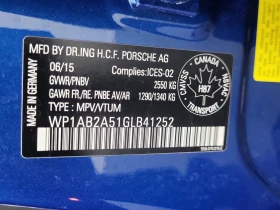 MFD BY DR.ING H.C.F. PORSCHE AG
06/15 Complies:ICES-02
GVWR/PNBV 2550 KG
GAWR FR./RE./PNBE AV/AR 1290/1340 KG
TYPE: MPV/VTUM
WP1AB2A51GLB41252
MADE IN GERMANY
CANADA
H87
TRANSPORT